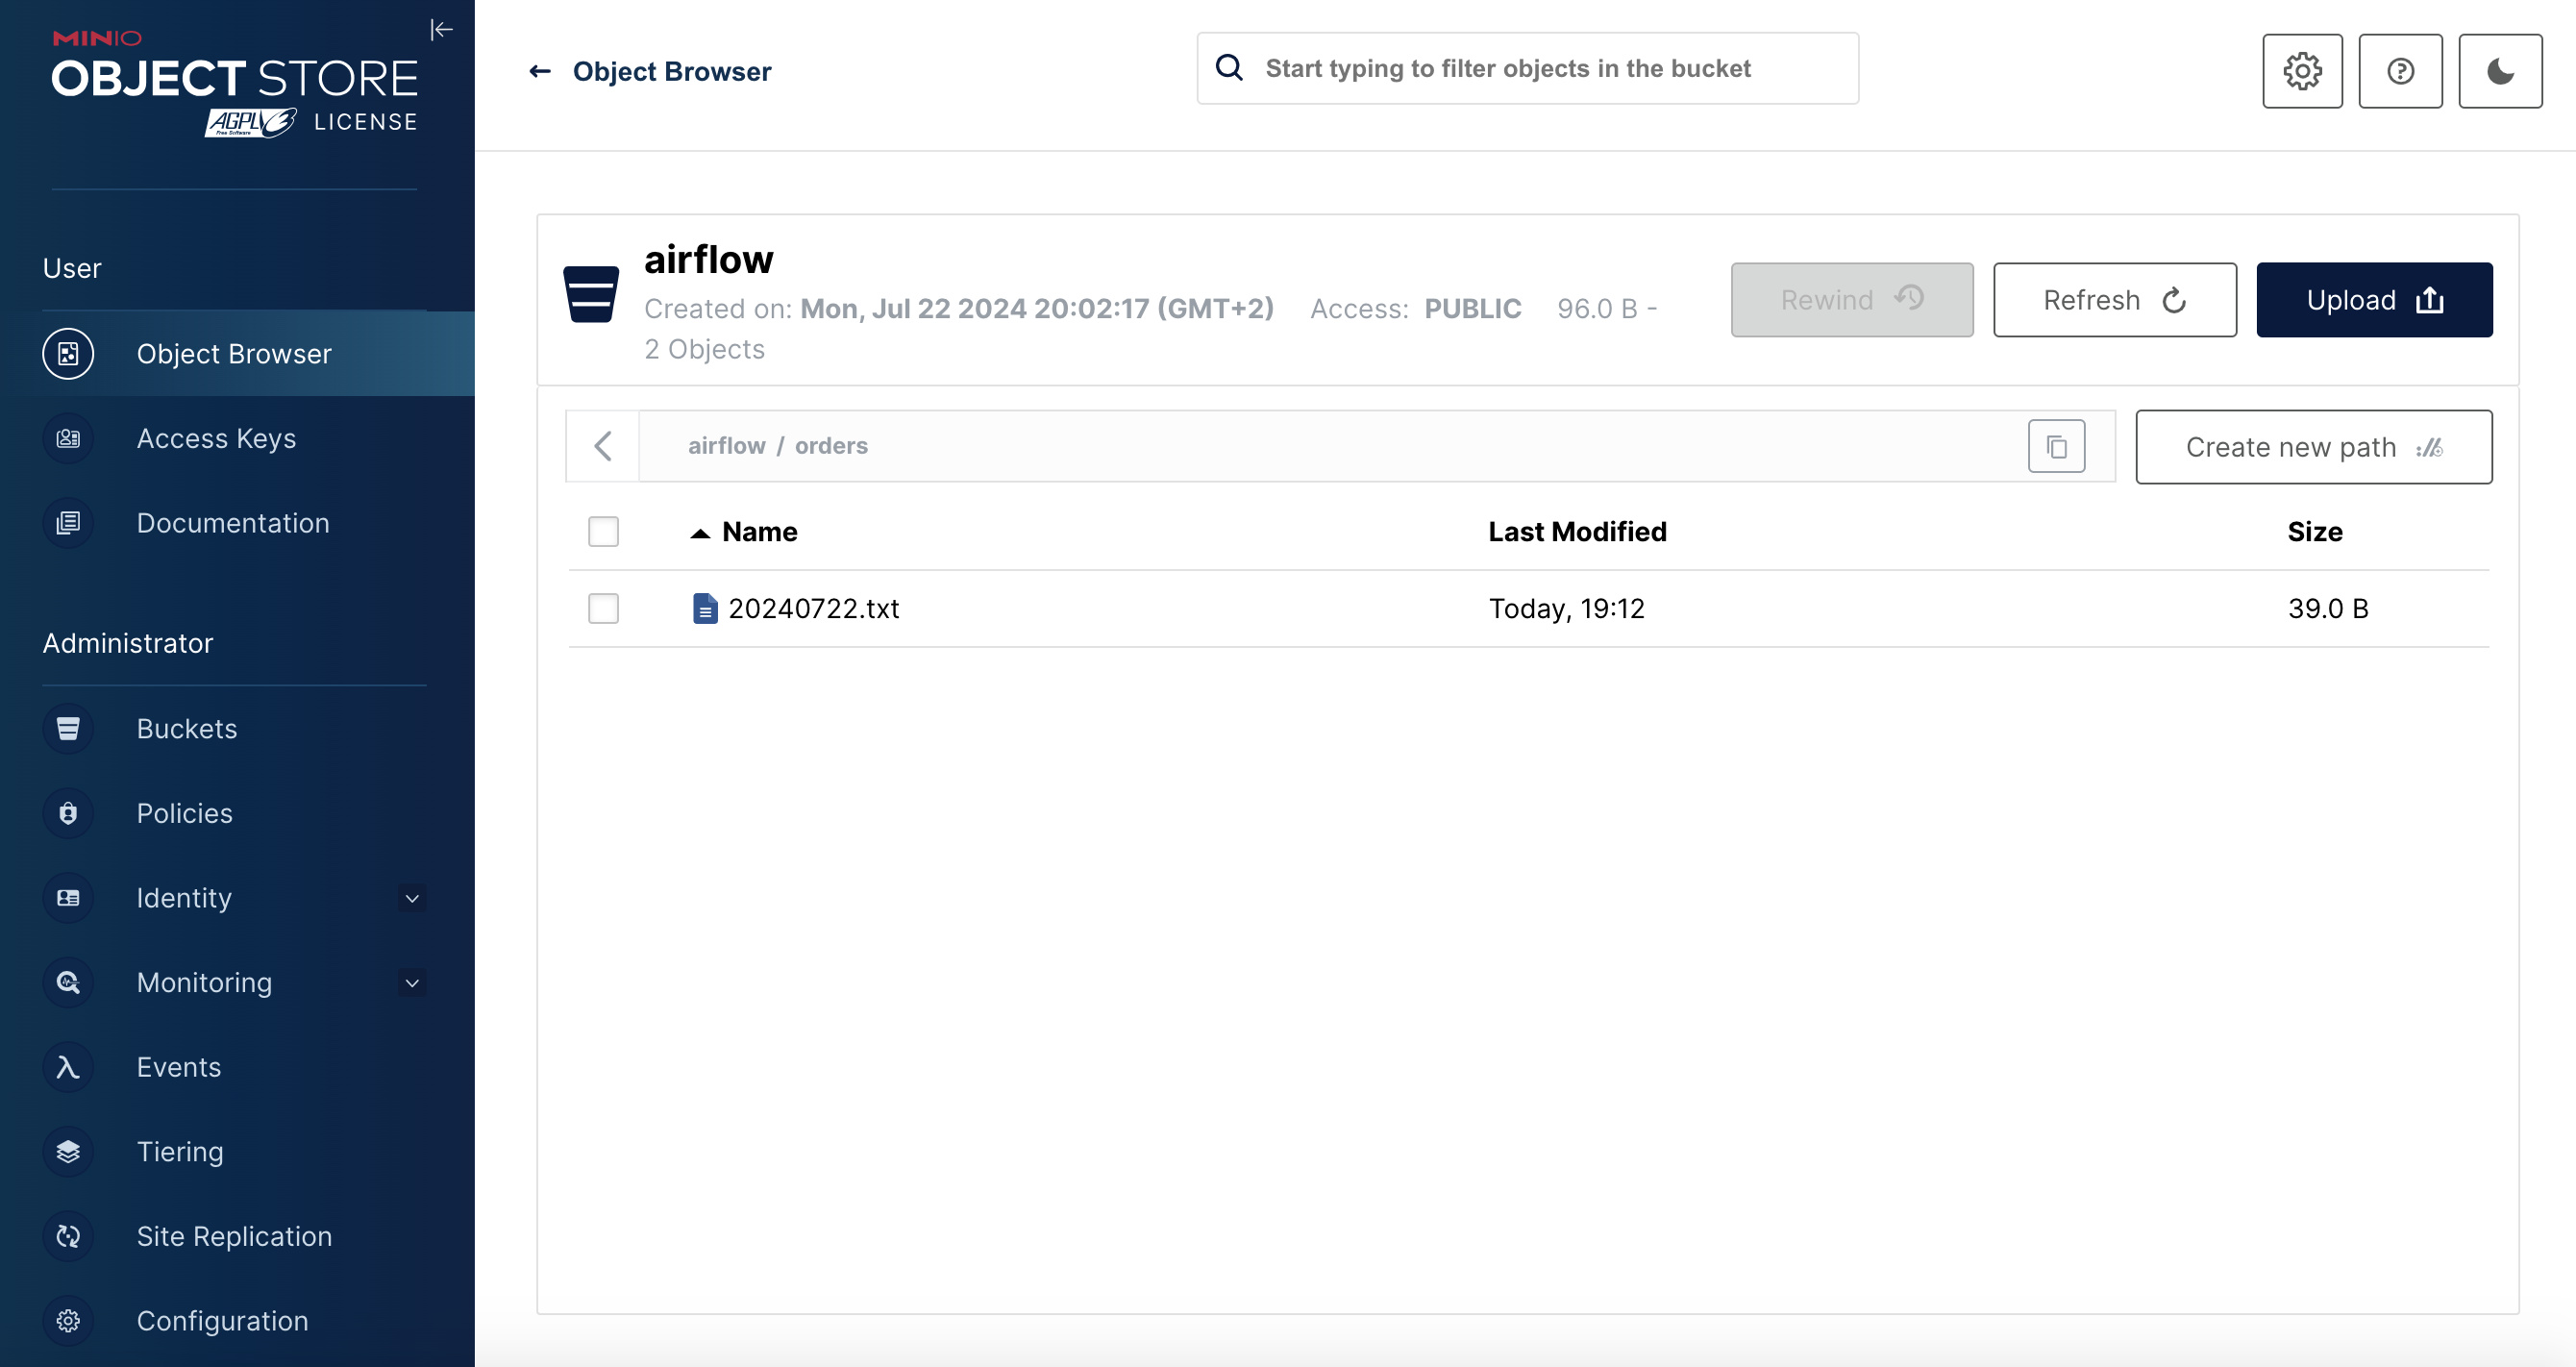 MINIO
OBJECT STORE
AGPLv3 LICENSE
Free Software
User
Object Browser
Access Keys
Documentation
Administrator
Buckets
Policies
Identity
Monitoring
Events
Tiering
Site Replication
Configuration
Object Browser
Start typing to filter objects in the bucket
airflow
Created on: Mon, Jul 22 2024 20:02:17 (GMT+2) Access: PUBLIC 96.0 B -
2 Objects
Rewind
Refresh
Upload
airflow / orders
Create new path
Name Last Modified Size
20240722.txt Today, 19:12 39.0 B